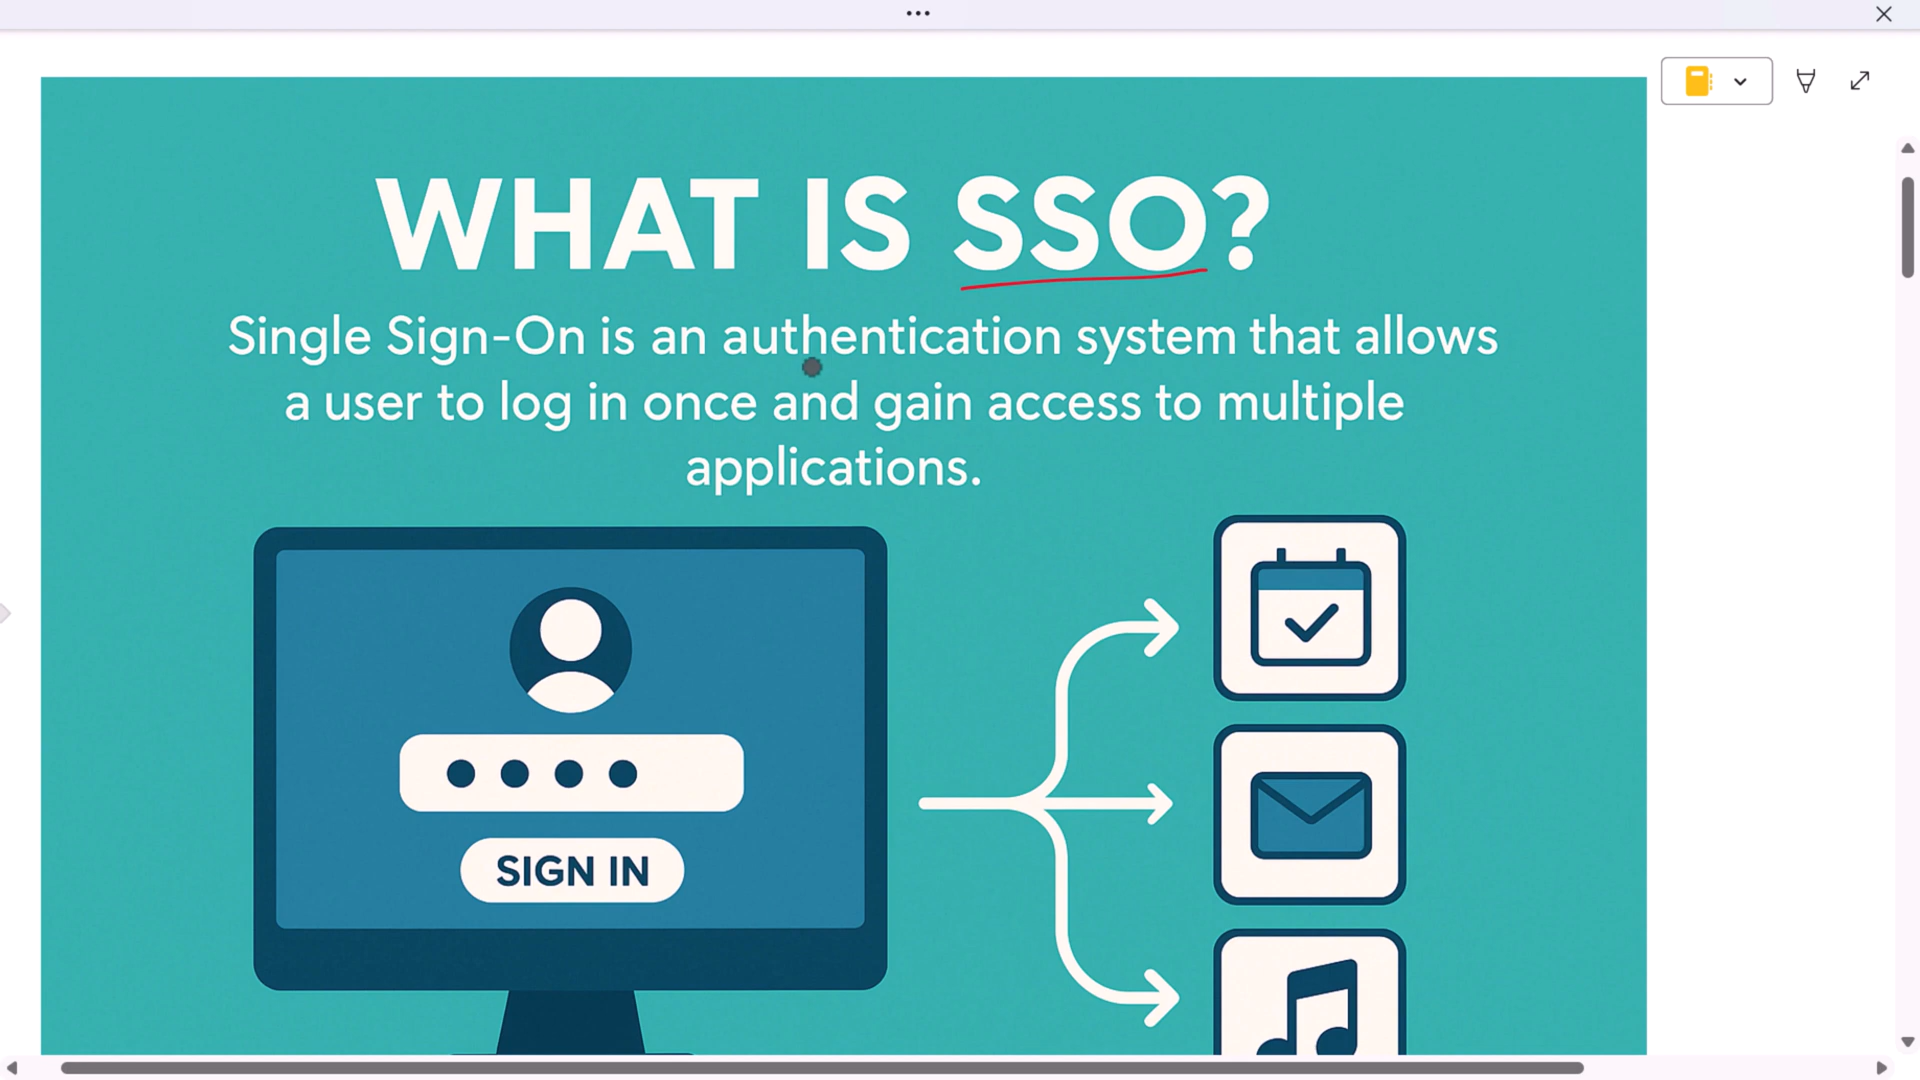 WHAT IS SSO?
Single Sign-On is an authentication system that allows
a user to log in once and gain access to multiple
applications.
SIGN IN